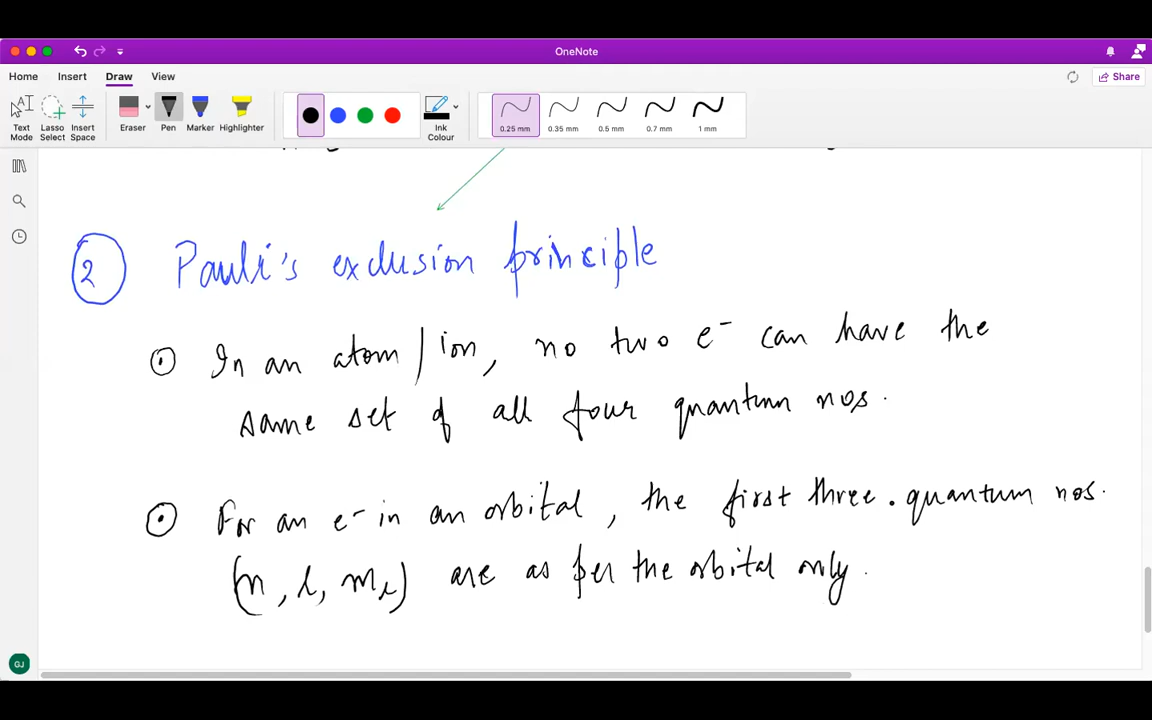 OneNote
Home Insert Draw View Share
Text Mode Lasso Select Insert Space Eraser Pen Marker Highlighter Ink Colour 0.25 mm 0.35 mm 0.5 mm 0.7 mm 1 mm
2 Pauli's exclusion principle
In an atom/ion, no two e⁻ can have the
same set of all four quantum nos.
For an e⁻ in an orbital, the first three. quantum nos.
(n, l, mₗ) are as per the orbital only.
GJ